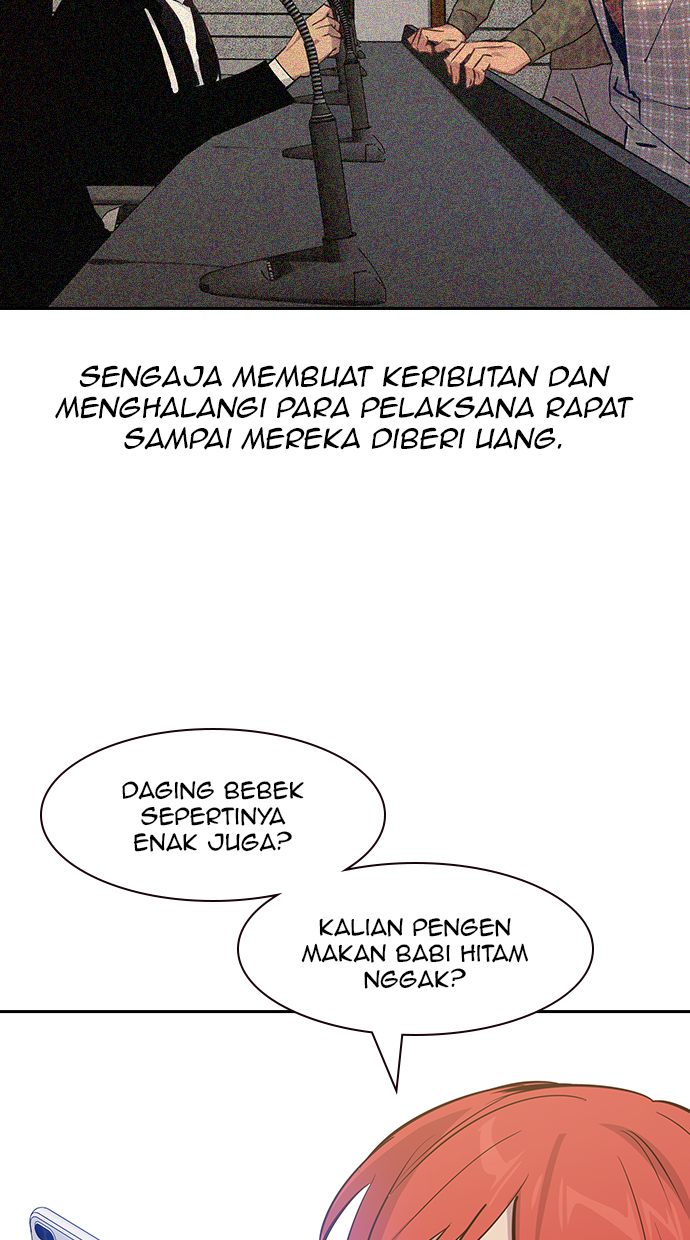 SENGAJA MEMBUAT KERIBUTAN DAN
MENGHALANGI PARA PELAKSANA RAPAT
SAMPAI MEREKA DIBERI UANG.
DAGING BEBEK
SEPERTINYA
ENAK JUGA?
KALIAN PENGEN
MAKAN BABI HITAM
NGGAK?